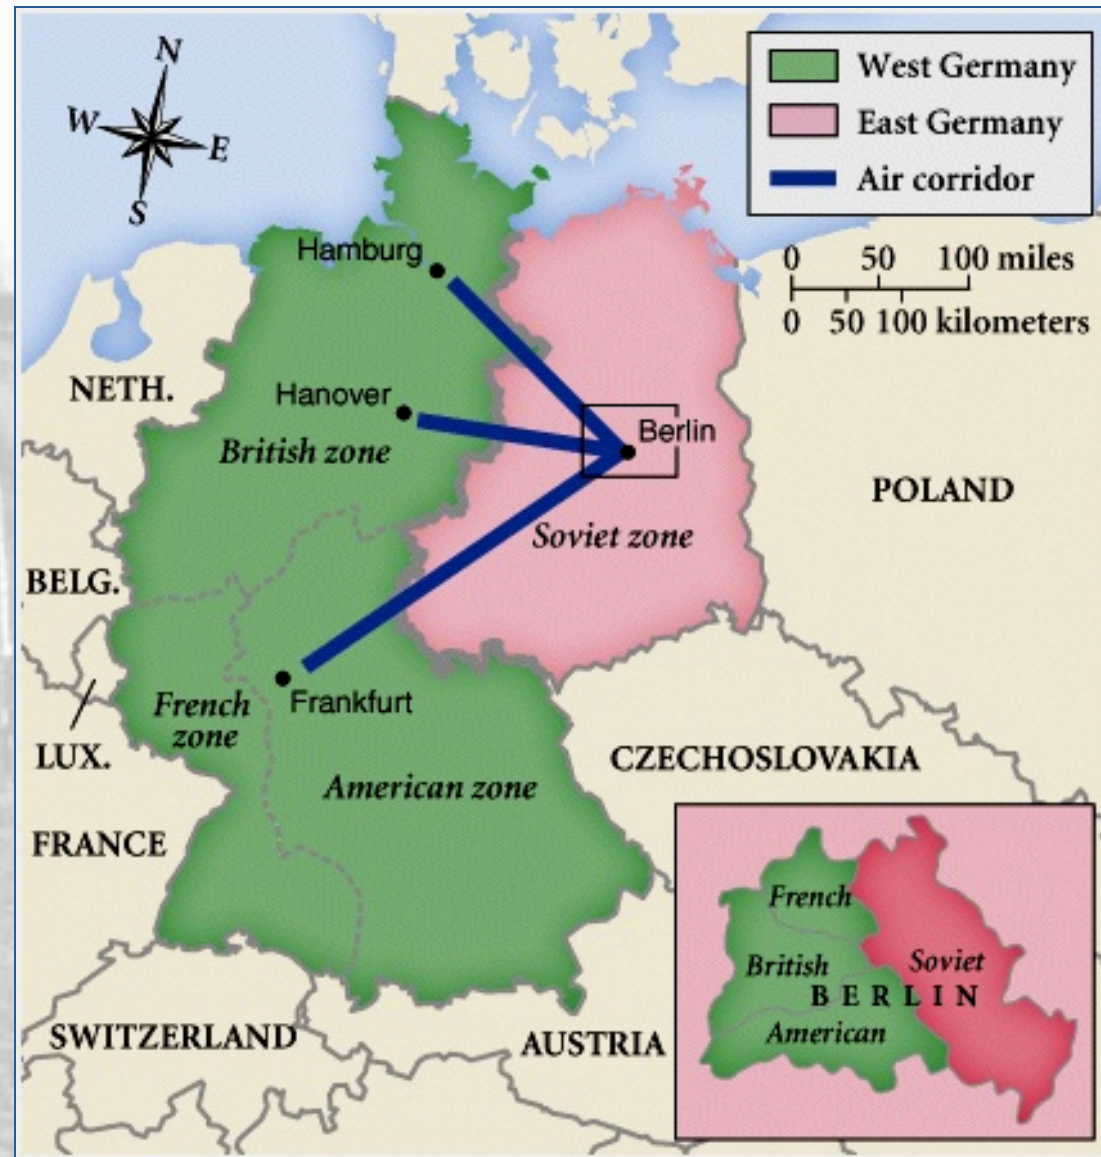 N
W
E
S
West Germany
East Germany
Air corridor
0 50 100 miles
0 50 100 kilometers
Hamburg
Hanover
British zone
Berlin
Soviet zone
NETH.
POLAND
BELG.
LUX.
French
zone
Frankfurt
American zone
CZECHOSLOVAKIA
FRANCE
SWITZERLAND
AUSTRIA
French
British
Soviet
BERLIN
American